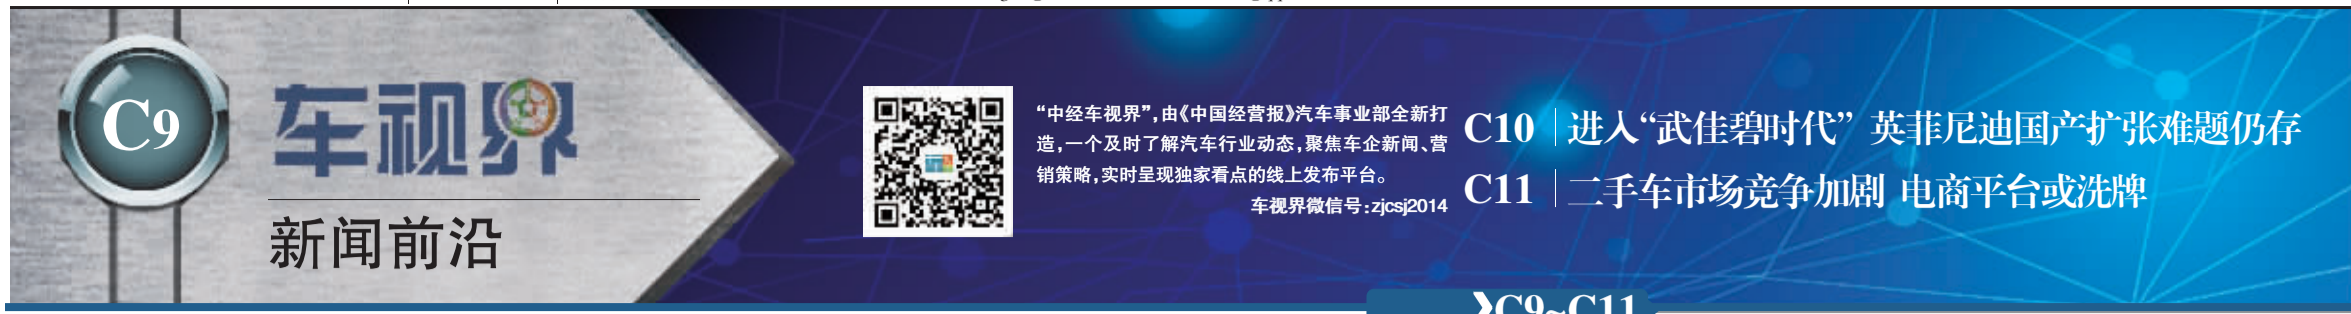 C9
车视界
新闻前沿
“中经车视界”,由《中国经营报》汽车事业部全新打
造,一个及时了解汽车行业动态,聚焦车企新闻、营
销策略,实时呈现独家看点的线上发布平台。
车视界微信号:zjcsj2014
C10 进入“武佳碧时代” 英菲尼迪国产扩张难题仍存
C11 二手车市场竞争加剧 电商平台或洗牌
C9~C11